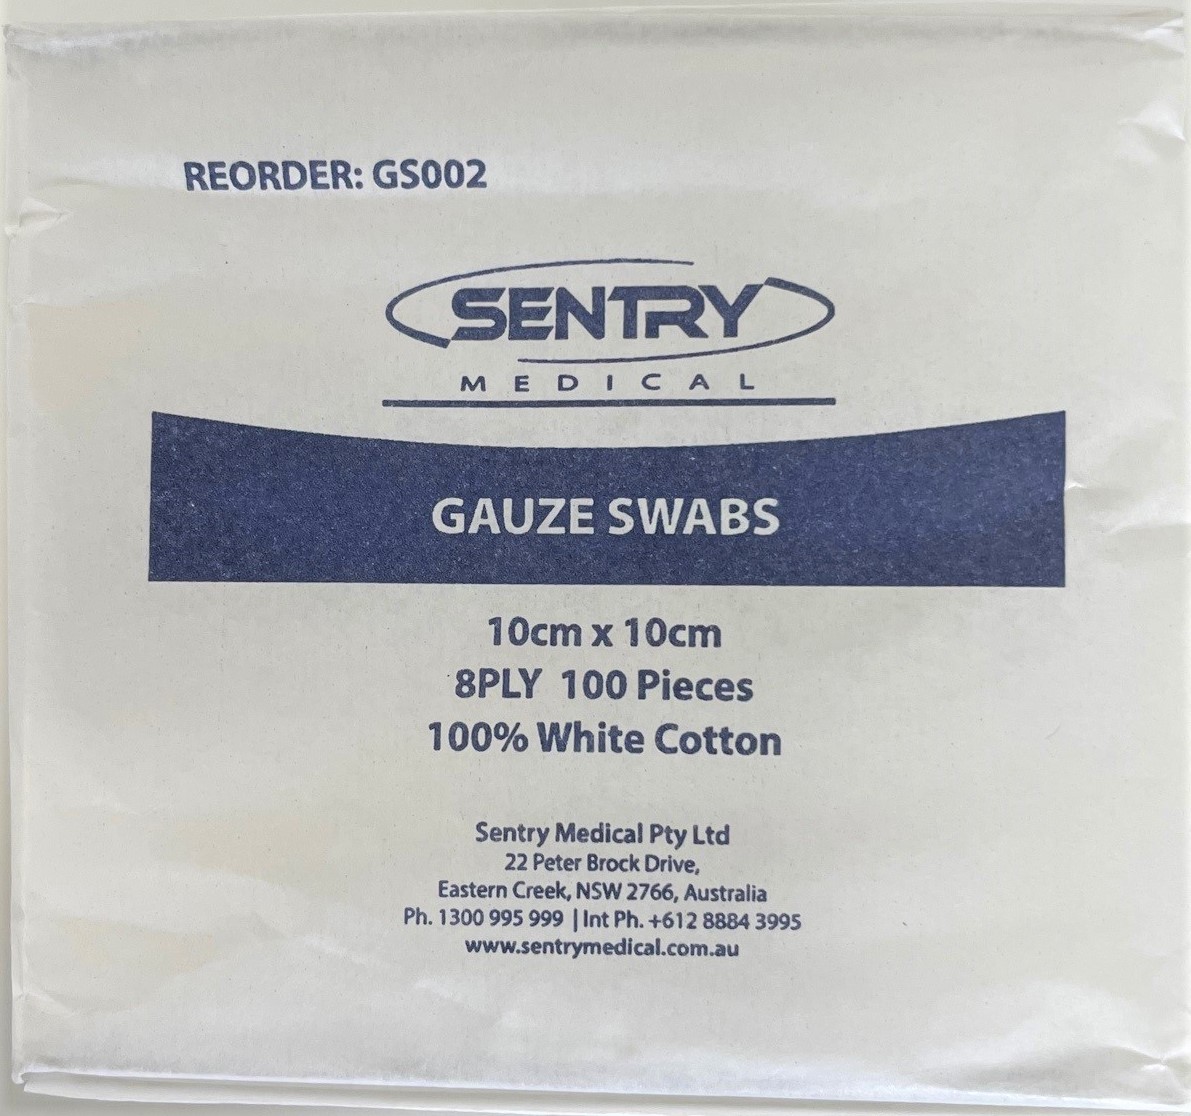 REORDER: GS002
SENTRY
MEDICAL
GAUZE SWABS
10cm x 10cm
8PLY 100 Pieces
100% White Cotton
Sentry Medical Pty Ltd
22 Peter Brock Drive,
Eastern Creek, NSW 2766, Australia
Ph. 1300 995 999 | Int Ph. +612 8884 3995
www.sentrymedical.com.au